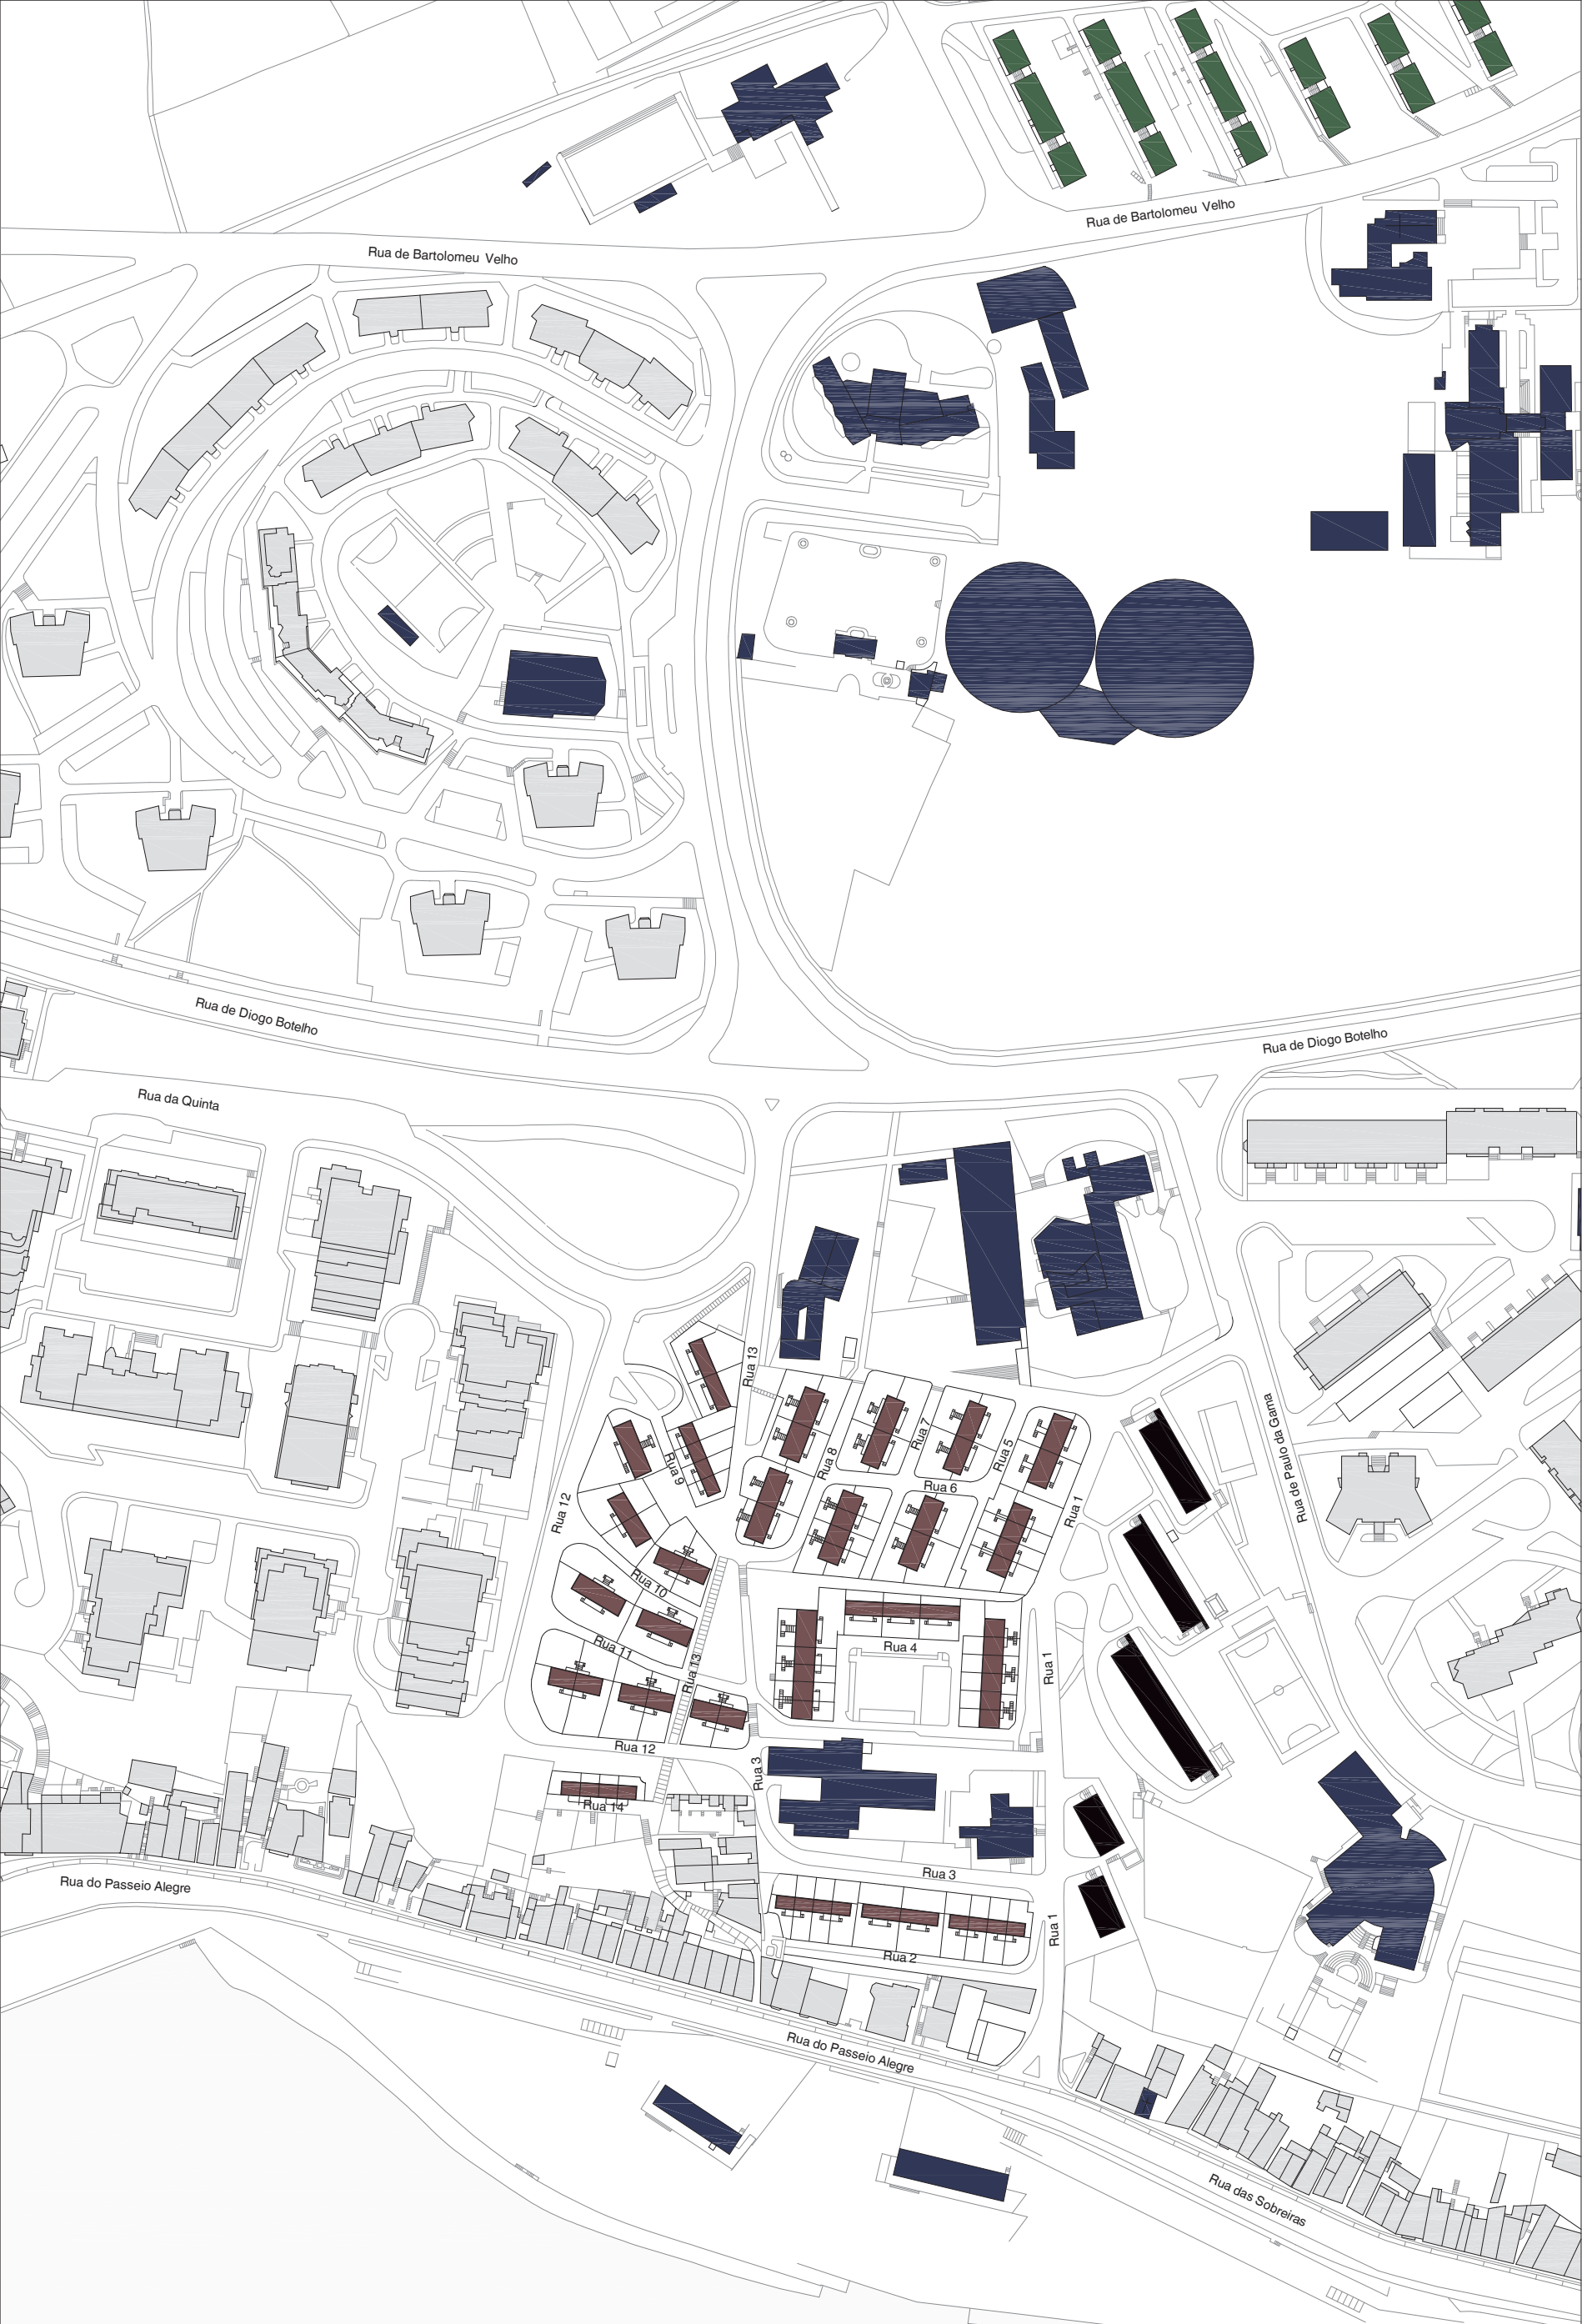 Rua de Bartolomeu Velho
Rua de Bartolomeu Velho
Rua de Diogo Botelho
Rua de Diogo Botelho
Rua da Quinta
Rua 13
Rua de Paulo da Gama
Rua 7
Rua 5
Rua 8
Rua 9
Rua 6
Rua 1
Rua 12
Rua 10
Rua 11
Rua 4
Rua 13
Rua 1
Rua 12
Rua 3
Rua 14
Rua 3
Rua do Passeio Alegre
Rua 1
Rua 2
Rua do Passeio Alegre
Rua das Sobreiras